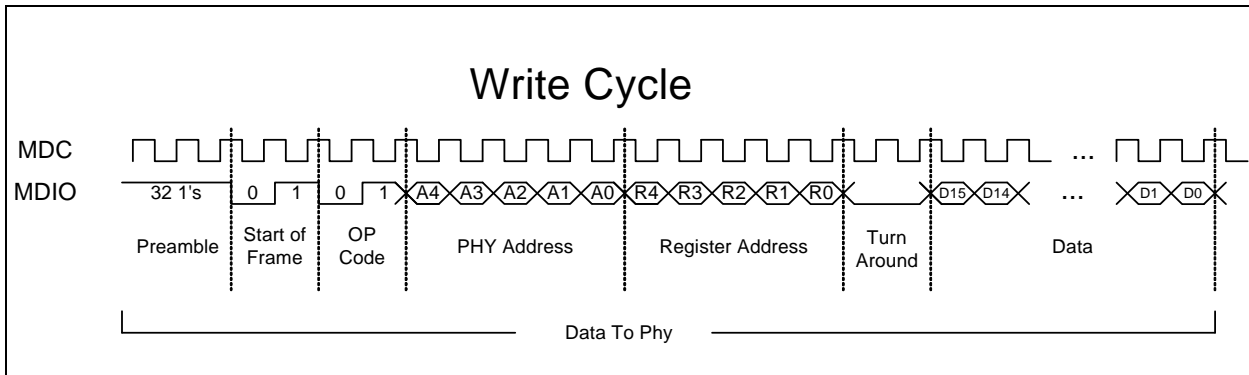 Write Cycle
MDC
...
MDIO
32 1's 0 1 0 1 A4 A3 A2 A1 A0 R4 R3 R2 R1 R0 D15 D14 ... D1 D0
Preamble
Start of
Frame
OP
Code
PHY Address
Register Address
Turn
Around
Data
Data To Phy